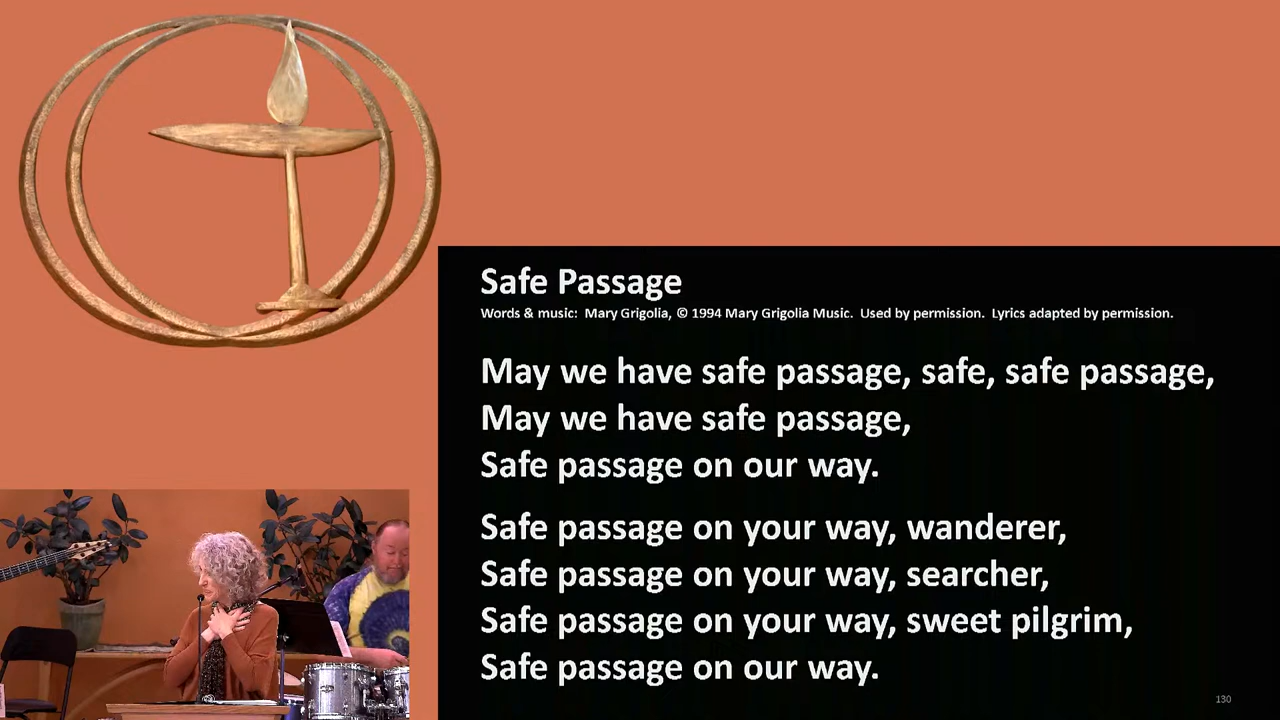 Safe Passage
Words & music: Mary Grigolia, © 1994 Mary Grigolia Music. Used by permission. Lyrics adapted by permission.
May we have safe passage, safe, safe passage,
May we have safe passage,
Safe passage on our way.
Safe passage on your way, wanderer,
Safe passage on your way, searcher,
Safe passage on your way, sweet pilgrim,
Safe passage on our way.
130